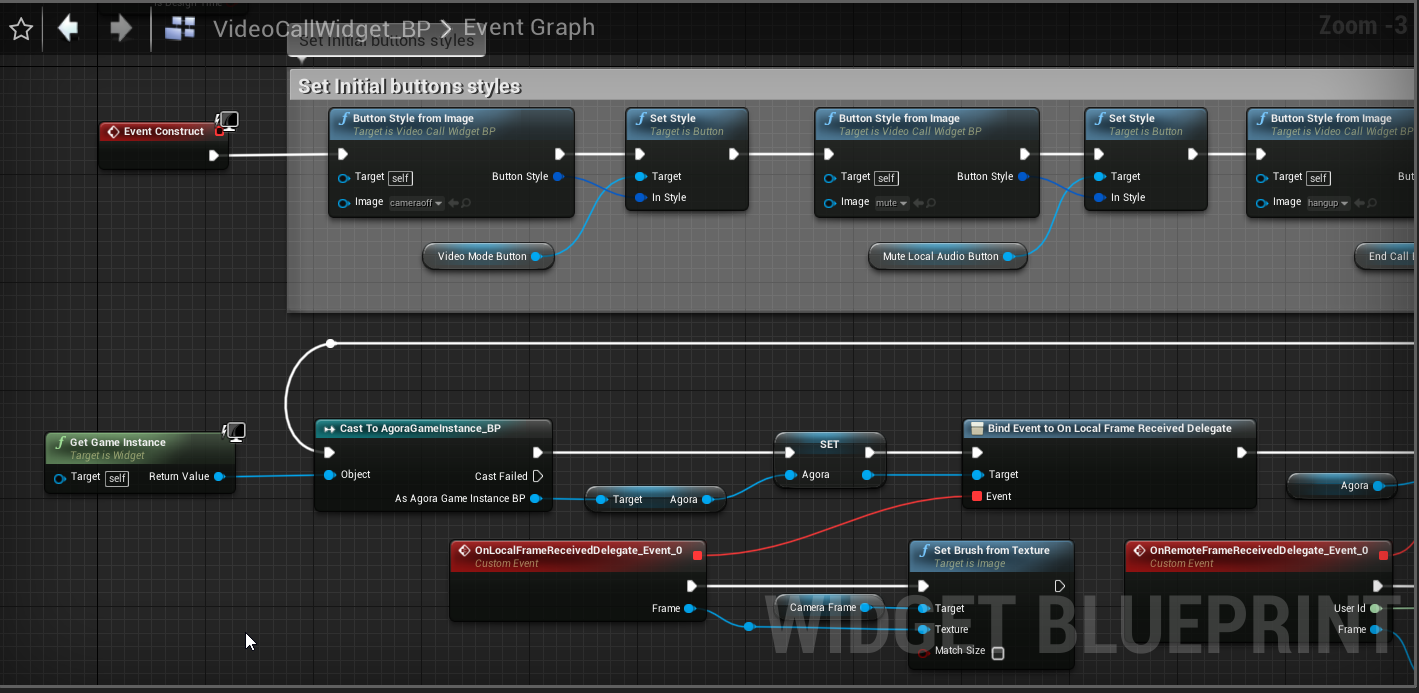 is Design Time
VideoCallWidget_BP > Event Graph
Zoom -3
Set Initial buttons styles
Set Initial buttons styles
Event Construct
Button Style from Image
Target is Video Call Widget BP
Target self
Button Style
Image cameraoff
Set Style
Target is Button
Target
In Style
Video Mode Button
Button Style from Image
Target is Video Call Widget BP
Target self
Button Style
Image mute
Set Style
Target is Button
Target
In Style
Mute Local Audio Button
Button Style from Image
Target is Video Call Widget BP
Target self
But
Image hangup
End Call
Get Game Instance
Target is Widget
Target self
Return Value
Cast To AgoraGameInstance_BP
Object
Cast Failed
As Agora Game Instance BP
Target Agora
SET
Agora
Bind Event to On Local Frame Received Delegate
Target
Event
Agora
OnLocalFrameReceivedDelegate_Event_0
Custom Event
Frame
Camera Frame
Set Brush from Texture
Target is Image
Target
Texture
Match Size
OnRemoteFrameReceivedDelegate_Event_0
Custom Event
User Id
Frame
WIDGET BLUEPRINT